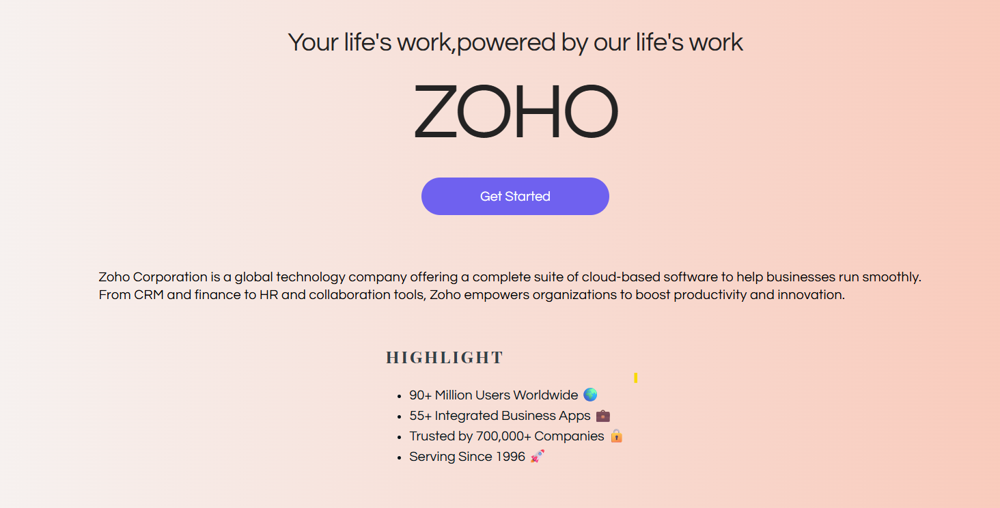 Your life's work,powered by our life's work
ZOHO
Get Started
Zoho Corporation is a global technology company offering a complete suite of cloud-based software to help businesses run smoothly.
From CRM and finance to HR and collaboration tools, Zoho empowers organizations to boost productivity and innovation.
HIGHLIGHT
• 90+ Million Users Worldwide 🌍
• 55+ Integrated Business Apps 💼
• Trusted by 700,000+ Companies 🔒
• Serving Since 1996 🚀